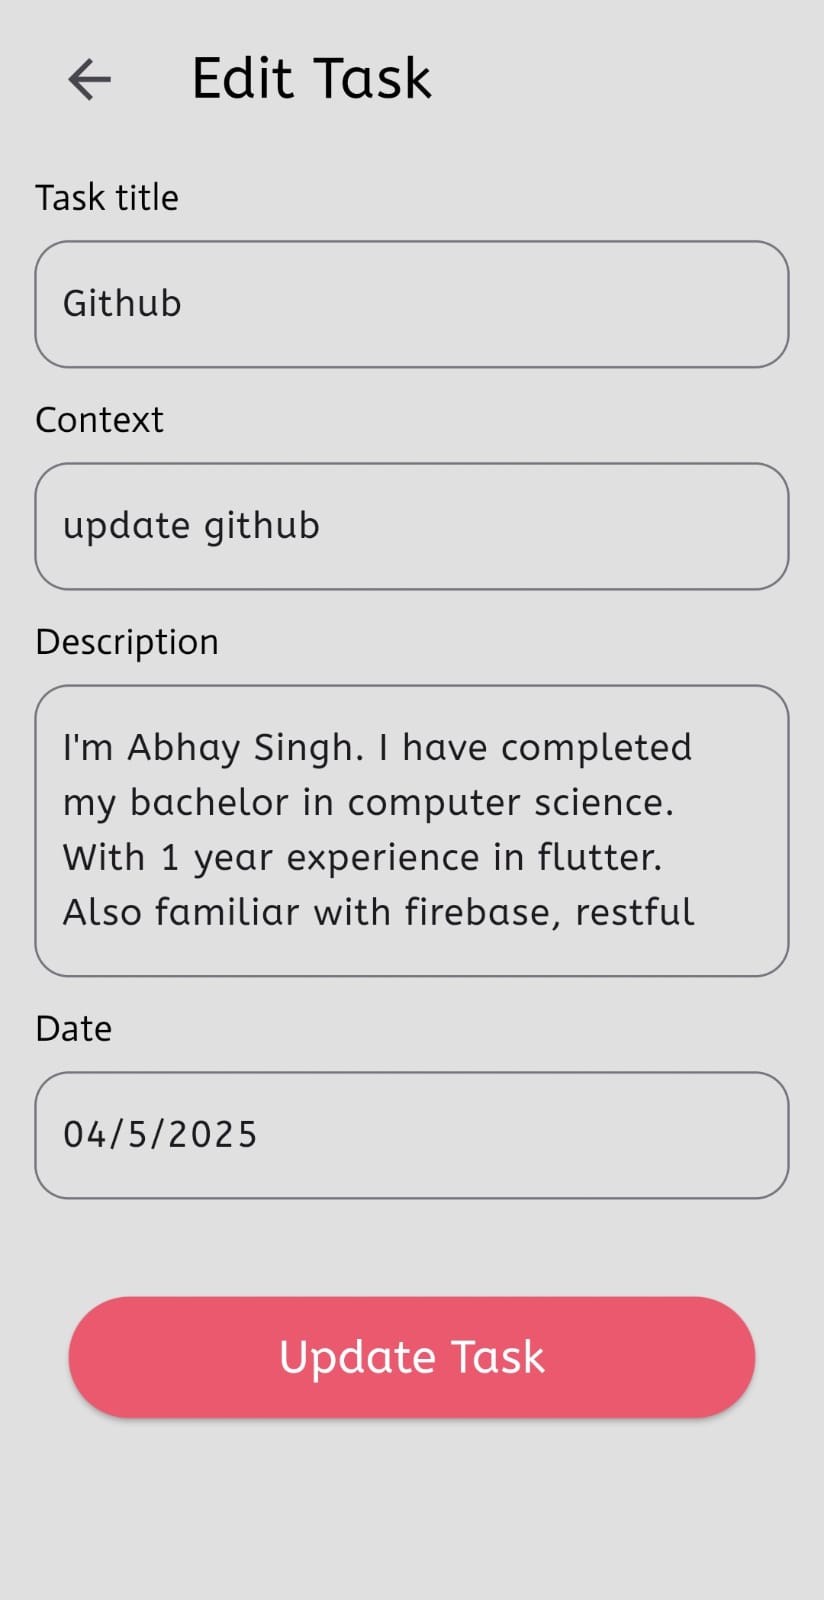 Edit Task
Task title
Github
Context
update github
Description
I'm Abhay Singh. I have completed
my bachelor in computer science.
With 1 year experience in flutter.
Also familiar with firebase, restful
Date
04/5/2025
Update Task